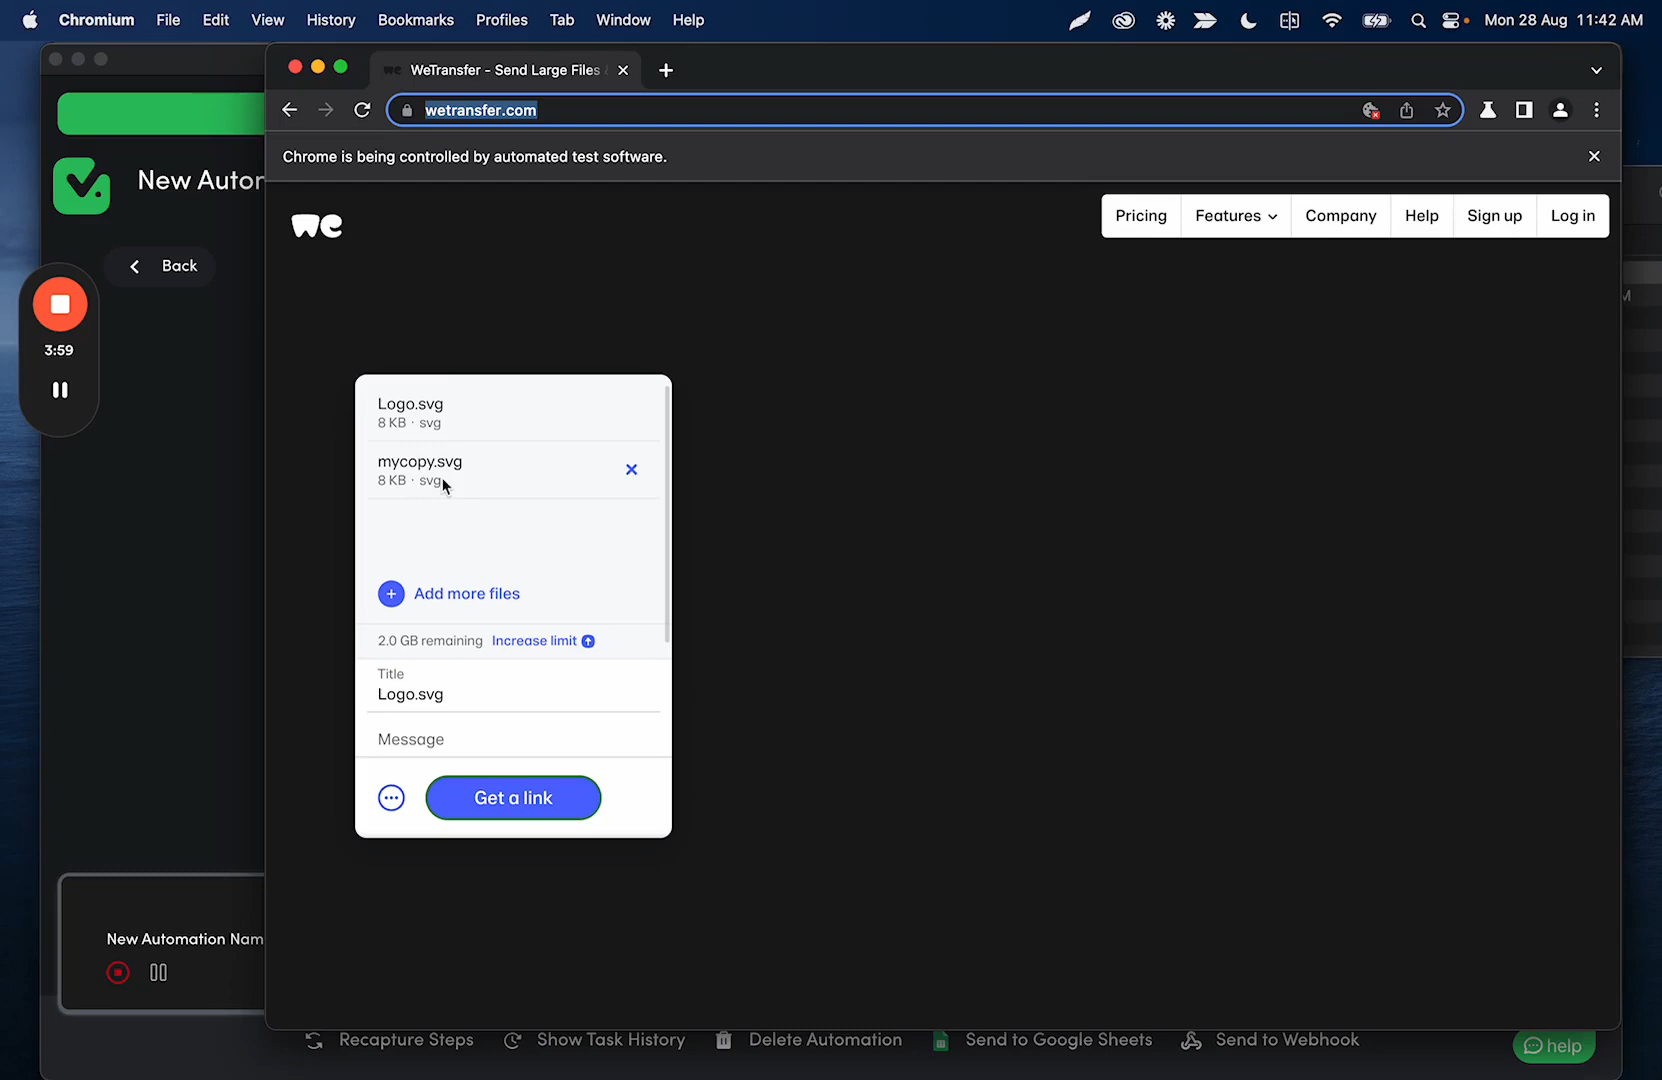 Chromium File Edit View History Bookmarks Profiles Tab Window Help
Mon 28 Aug 11:42 AM
WeTransfer - Send Large Files
wetransfer.com
Chrome is being controlled by automated test software.
New Autor
we
Pricing Features Company Help Sign up Log in
Back
3:59
Logo.svg
8 KB · svg
mycopy.svg
8 KB · svg
Add more files
2.0 GB remaining Increase limit
Title
Logo.svg
Message
Get a link
New Automation Nam
Recapture Steps Show Task History Delete Automation Send to Google Sheets Send to Webhook
help